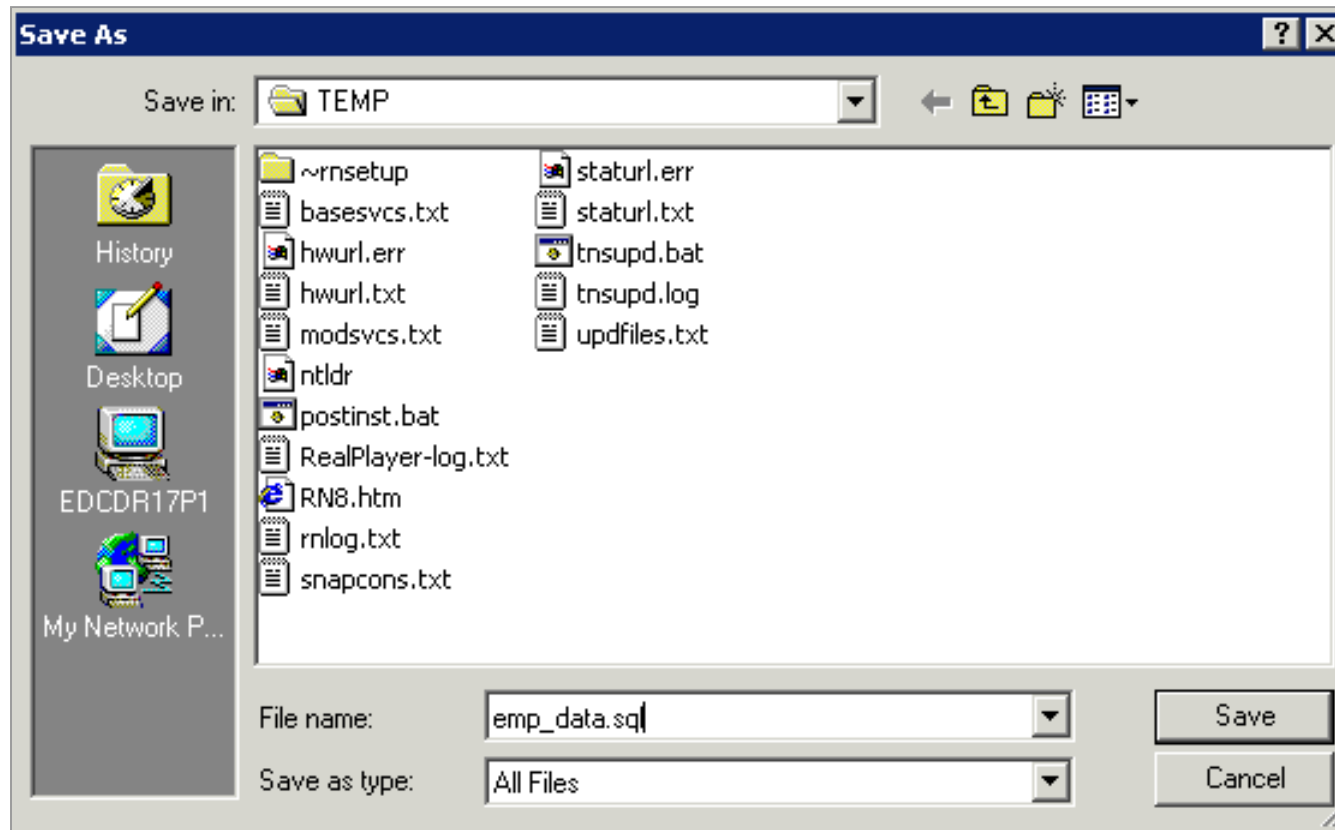 Save As
Save in:
TEMP
History
Desktop
EDCDR17P1
My Network P...
~rnsetup
basesvcs.txt
hwurl.err
hwurl.txt
modsvcs.txt
ntldr
postinst.bat
RealPlayer-log.txt
RN8.htm
rnlog.txt
snapcons.txt
staturl.err
staturl.txt
tnsupd.bat
tnsupd.log
updfiles.txt
File name:
emp_data.sql
Save
Save as type:
All Files
Cancel